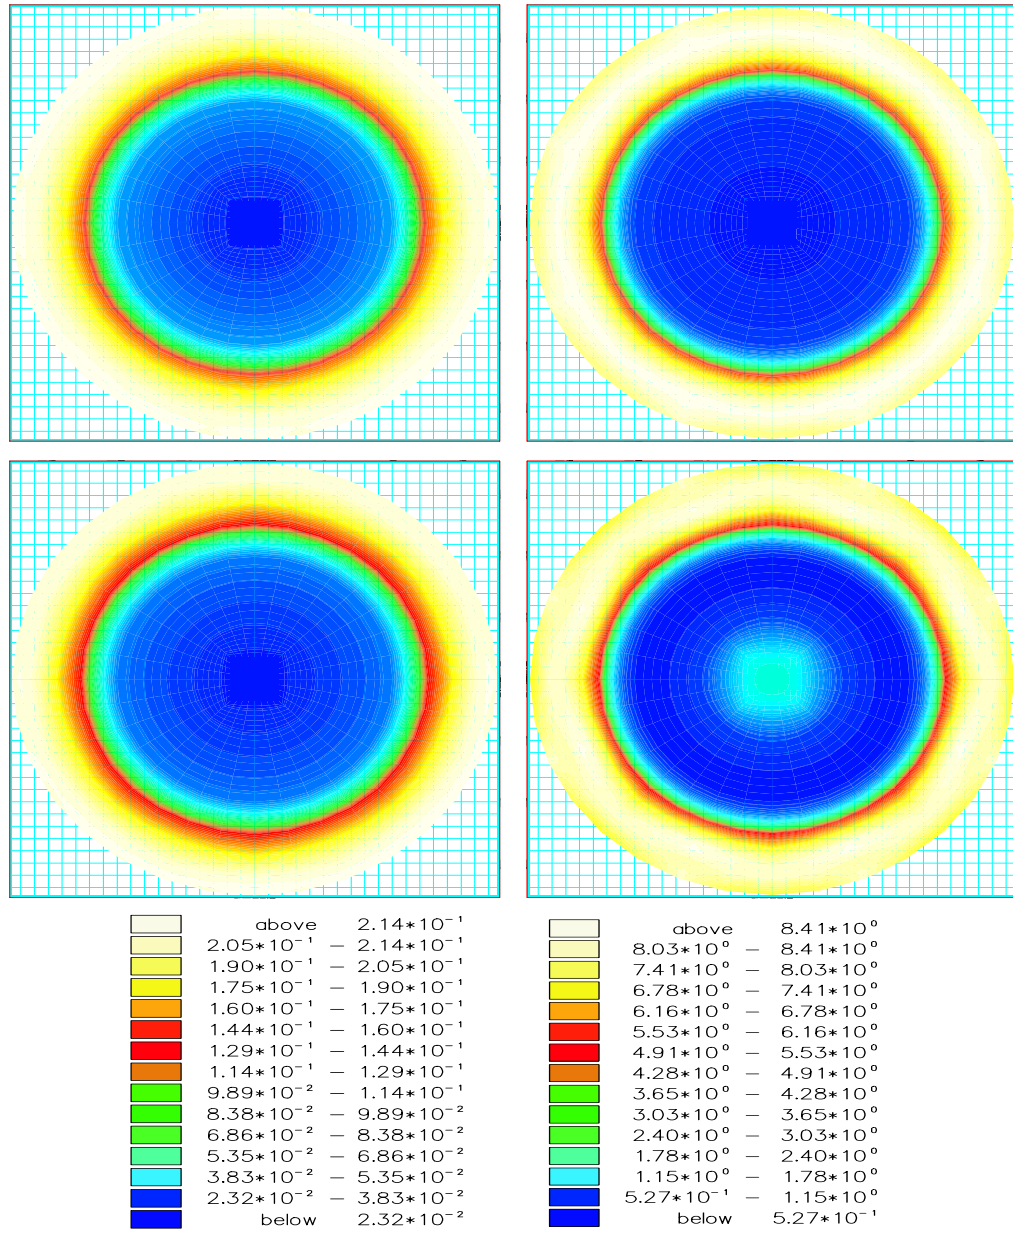 above 2.14*10⁻¹
2.05*10⁻¹ – 2.14*10⁻¹
1.90*10⁻¹ – 2.05*10⁻¹
1.75*10⁻¹ – 1.90*10⁻¹
1.60*10⁻¹ – 1.75*10⁻¹
1.44*10⁻¹ – 1.60*10⁻¹
1.29*10⁻¹ – 1.44*10⁻¹
1.14*10⁻¹ – 1.29*10⁻¹
9.89*10⁻² – 1.14*10⁻¹
8.38*10⁻² – 9.89*10⁻²
6.86*10⁻² – 8.38*10⁻²
5.35*10⁻² – 6.86*10⁻²
3.83*10⁻² – 5.35*10⁻²
2.32*10⁻² – 3.83*10⁻²
below 2.32*10⁻²
above 8.41*10⁰
8.03*10⁰ – 8.41*10⁰
7.41*10⁰ – 8.03*10⁰
6.78*10⁰ – 7.41*10⁰
6.16*10⁰ – 6.78*10⁰
5.53*10⁰ – 6.16*10⁰
4.91*10⁰ – 5.53*10⁰
4.28*10⁰ – 4.91*10⁰
3.65*10⁰ – 4.28*10⁰
3.03*10⁰ – 3.65*10⁰
2.40*10⁰ – 3.03*10⁰
1.78*10⁰ – 2.40*10⁰
1.15*10⁰ – 1.78*10⁰
5.27*10⁻¹ – 1.15*10⁰
below 5.27*10⁻¹